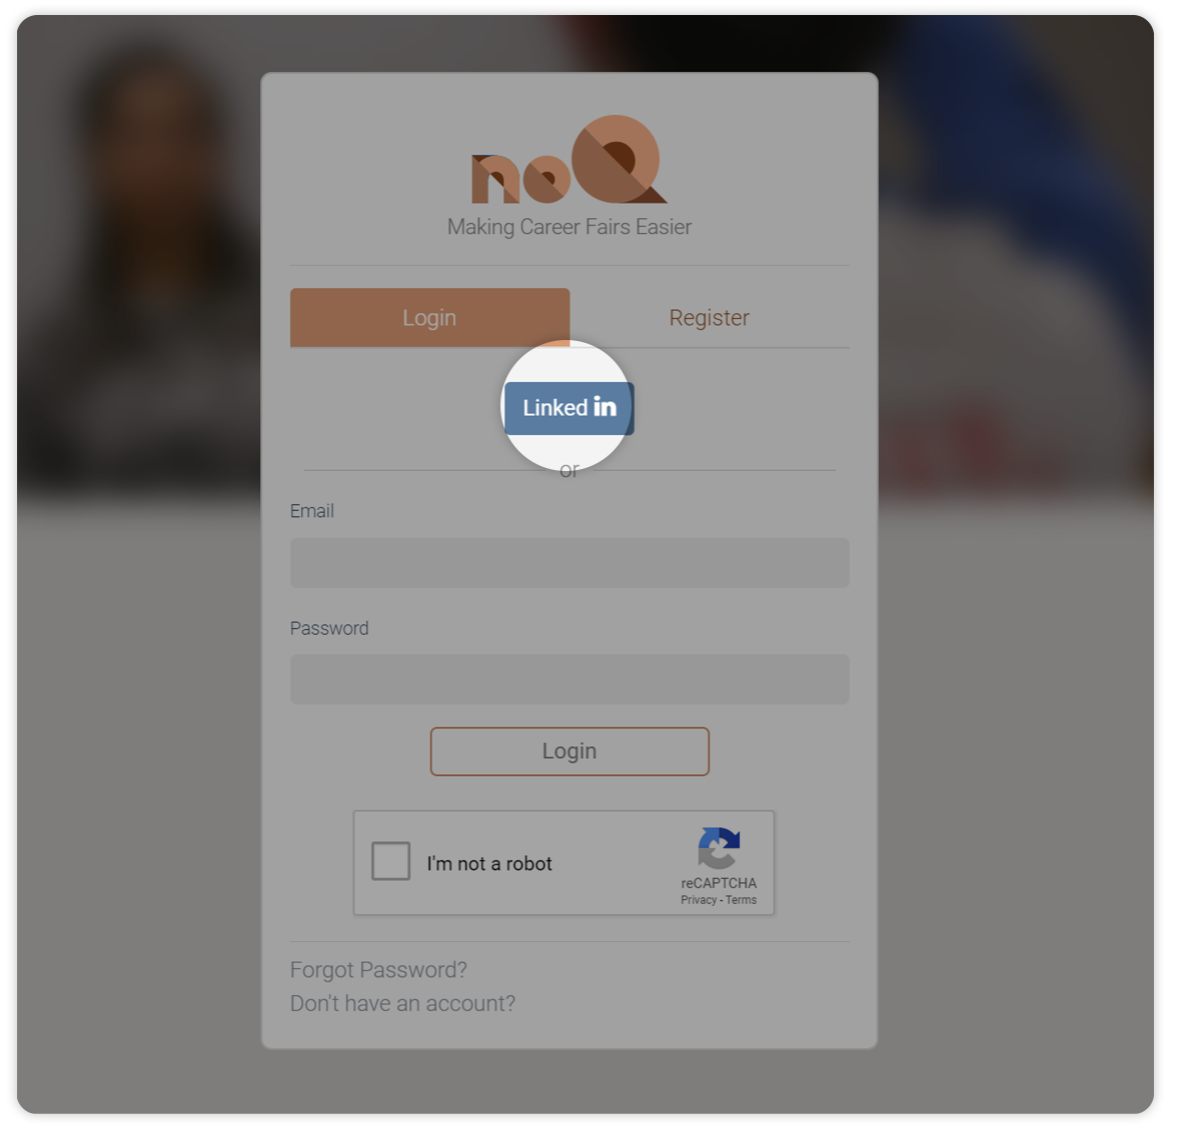 noQ
Making Career Fairs Easier
Login
Register
Linked in
or
Email
Password
Login
I'm not a robot
reCAPTCHA
Privacy - Terms
Forgot Password?
Don't have an account?